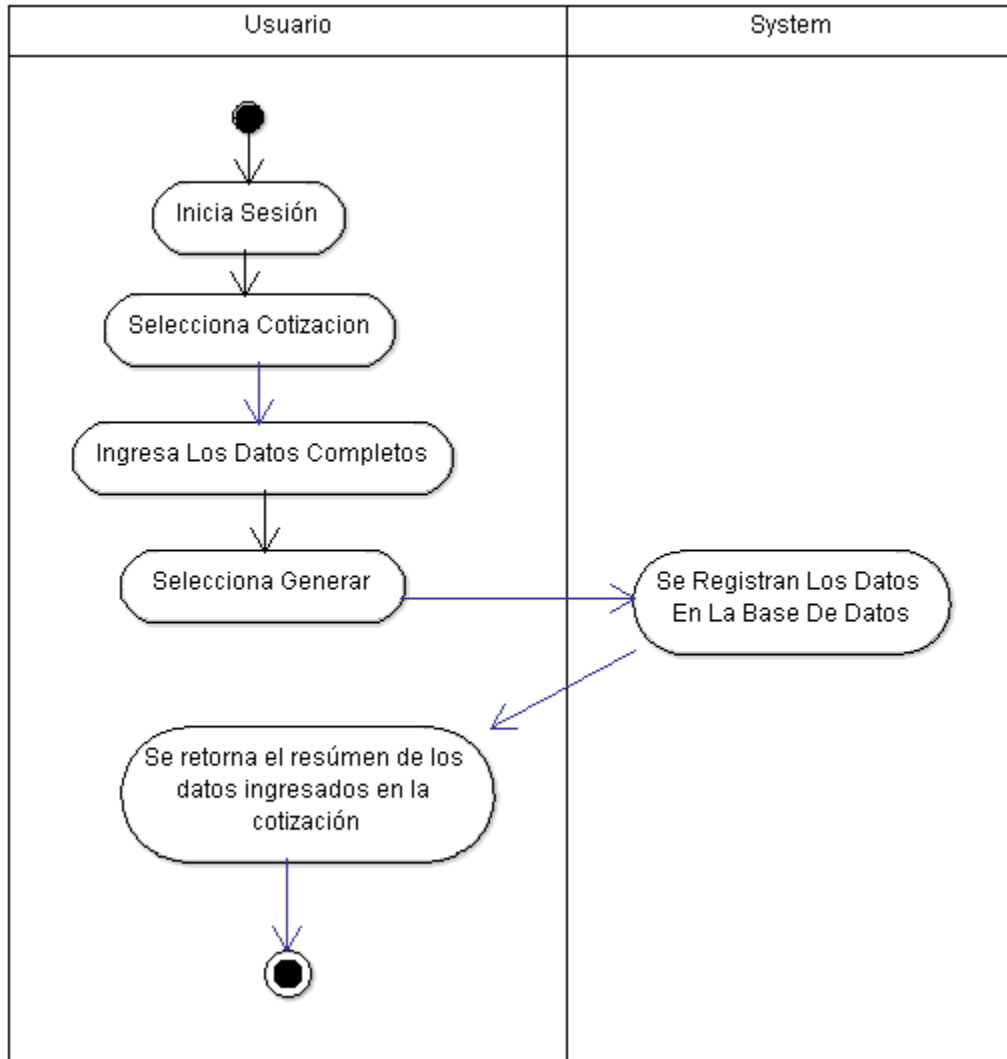 Usuario
System
Inicia Sesión
Selecciona Cotizacion
Ingresa Los Datos Completos
Selecciona Generar
Se Registran Los Datos
En La Base De Datos
Se retorna el resúmen de los
datos ingresados en la
cotización